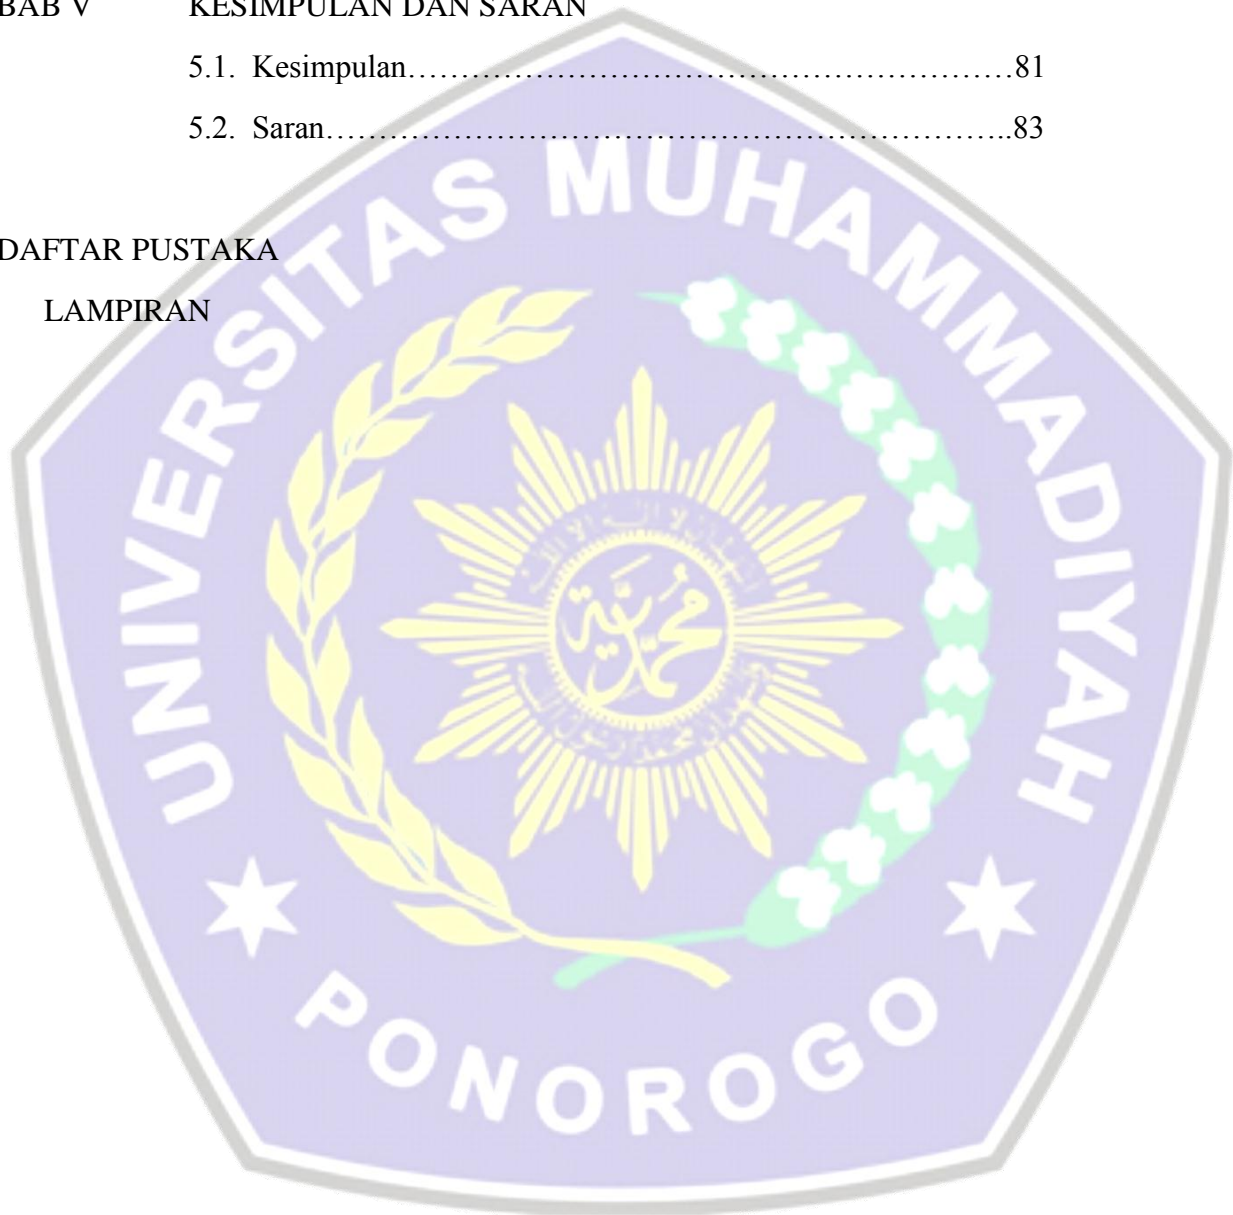 BAB V KESIMPULAN DAN SARAN
5.1. Kesimpulan…………………………………………………81
5.2. Saran………………………………………………………..83
DAFTAR PUSTAKA
LAMPIRAN
UNIVERSITAS MUHAMMADIYAH
محمدية
PONOROGO